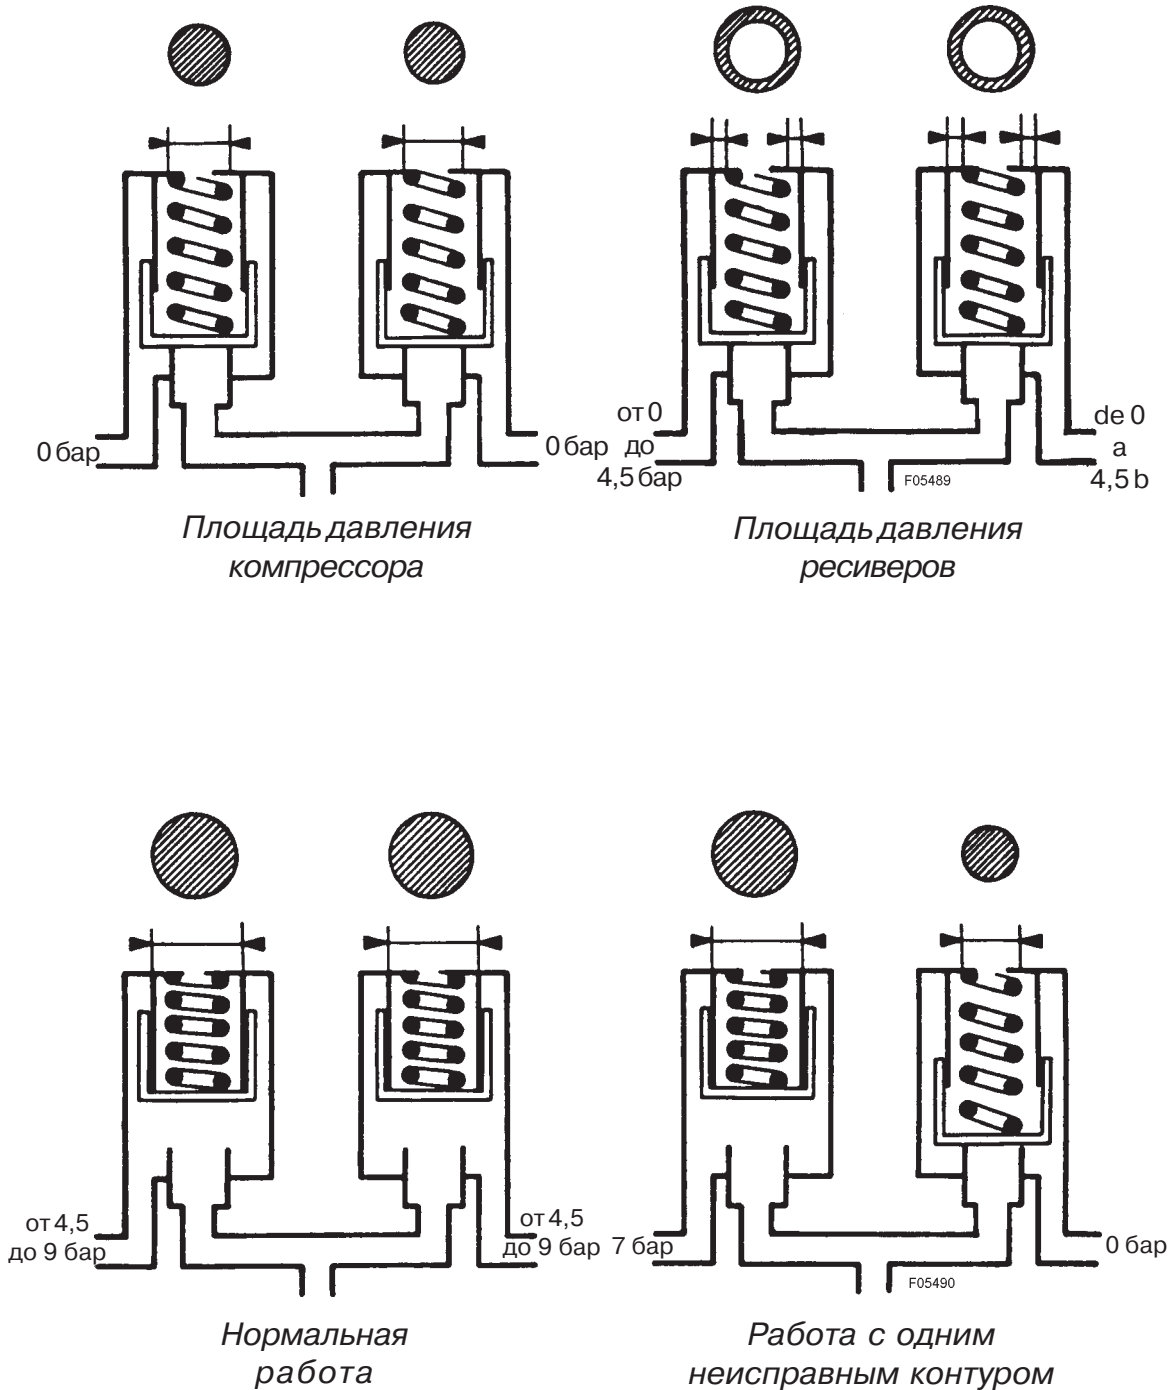 0 бар
0 бар
от 0
до
4,5 бар
F05489
de 0
a
4,5 b
Площадь давления
компрессора
Площадь давления
ресиверов
от 4,5
до 9 бар
от 4,5
до 9 бар
7 бар
F05490
0 бар
Нормальная
работа
Работа с одним
неисправным контуром